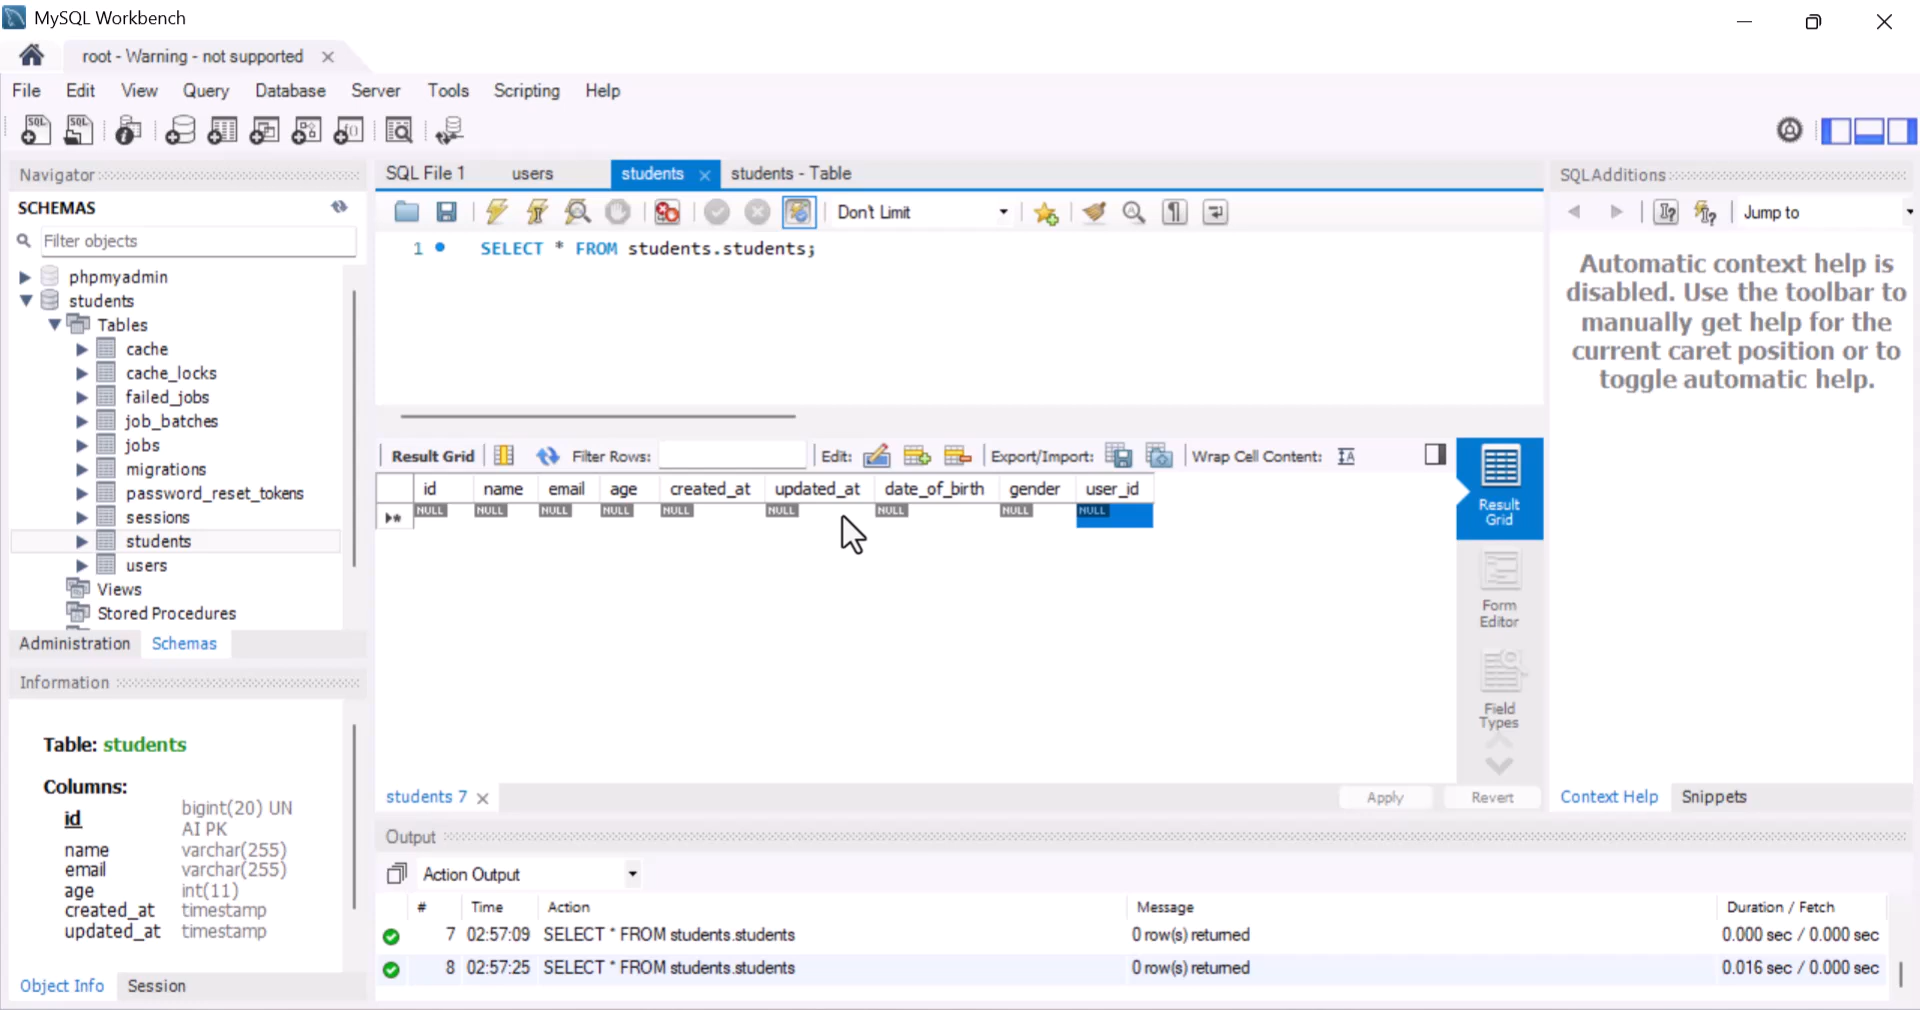 MySQL Workbench
root - Warning - not supported
File Edit View Query Database Server Tools Scripting Help
Navigator
SCHEMAS
Filter objects
phpmyadmin
students
Tables
cache
cache_locks
failed_jobs
job_batches
jobs
migrations
password_reset_tokens
sessions
students
users
Views
Stored Procedures
Administration Schemas
Information
Table: students
Columns:
id bigint(20) UN
AI PK
name varchar(255)
email varchar(255)
age int(11)
created_at timestamp
updated_at timestamp
Object Info Session
SQL File 1 users students students - Table
Don't Limit
1 SELECT * FROM students.students;
Result Grid Filter Rows: Edit: Export/Import: Wrap Cell Content:
id name email age created_at updated_at date_of_birth gender user_id
NULL NULL NULL NULL NULL NULL NULL NULL NULL
Result
Grid
Form
Editor
Field
Types
students 7 Apply Revert
Output
Action Output
# Time Action Message Duration / Fetch
7 02:57:09 SELECT * FROM students.students 0 row(s) returned 0.000 sec / 0.000 sec
8 02:57:25 SELECT * FROM students.students 0 row(s) returned 0.016 sec / 0.000 sec
SQLAdditions
Jump to
Automatic context help is
disabled. Use the toolbar to
manually get help for the
current caret position or to
toggle automatic help.
Context Help Snippets